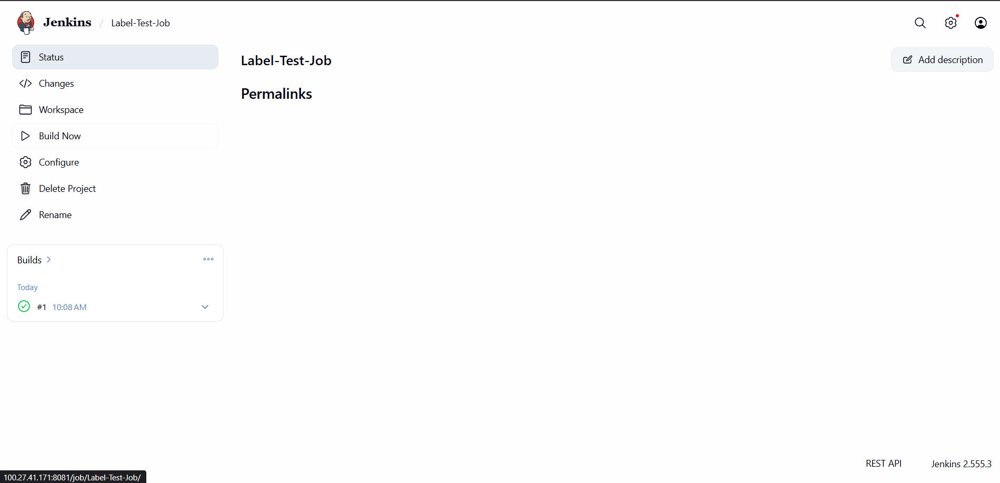 Jenkins / Label-Test-Job
Status
Changes
Workspace
Build Now
Configure
Delete Project
Rename
Builds
Today
#1 10:08 AM
Label-Test-Job
Add description
Permalinks
REST API
Jenkins 2.555.3
100.27.41.171:8081/job/Label-Test-Job/